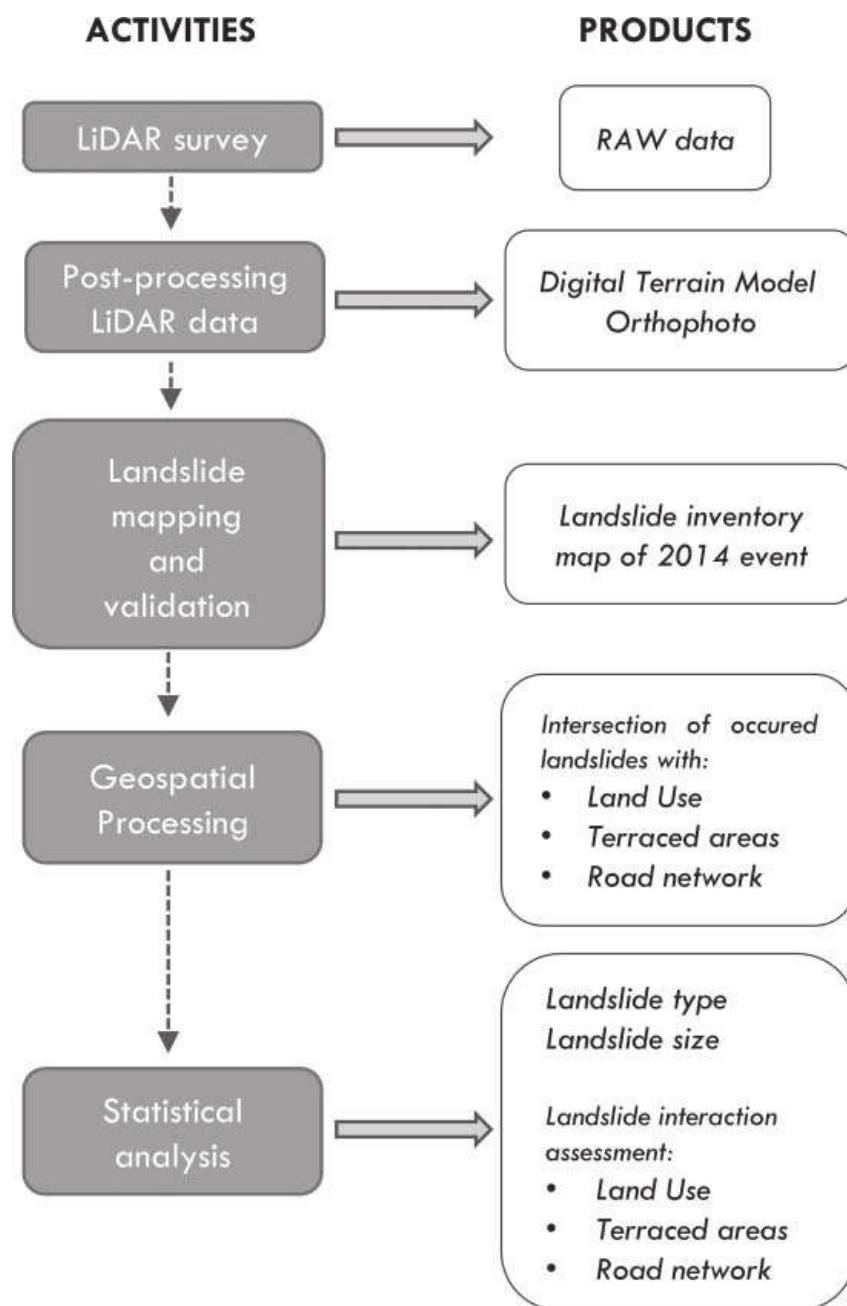 ACTIVITIES
PRODUCTS
LiDAR survey
RAW data
Post-processing
LiDAR data
Digital Terrain Model
Orthophoto
Landslide
mapping
and
validation
Landslide inventory
map of 2014 event
Geospatial
Processing
Intersection of occured
landslides with:
• Land Use
• Terraced areas
• Road network
Statistical
analysis
Landslide type
Landslide size
Landslide interaction
assessment:
• Land Use
• Terraced areas
• Road network